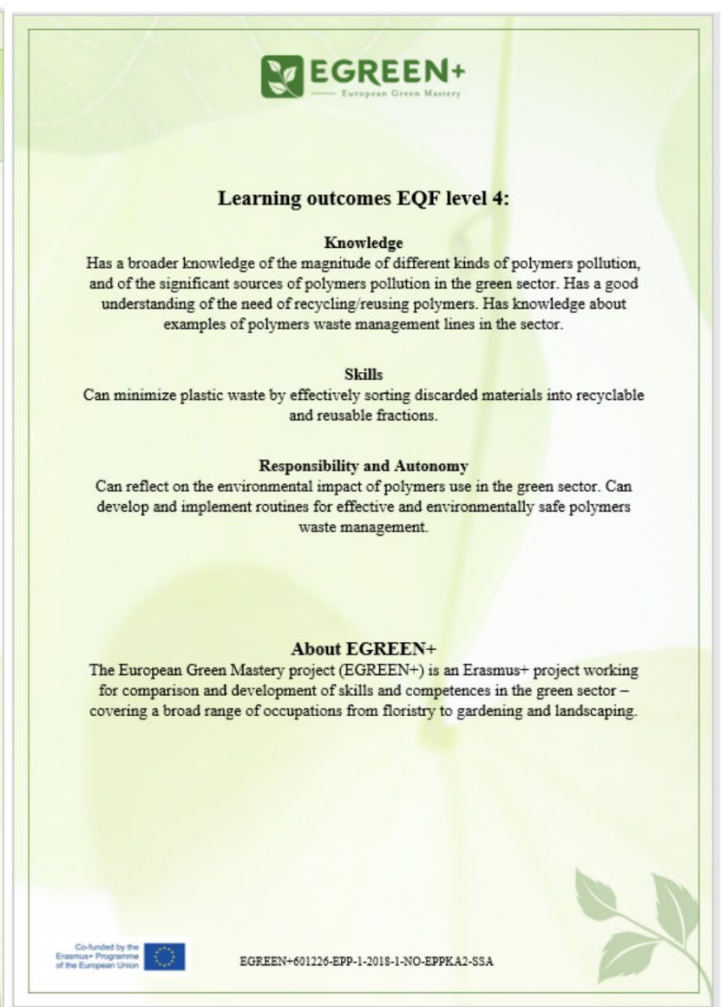 EGREEN+
European Green Mastery
Learning outcomes EQF level 4:
Knowledge
Has a broader knowledge of the magnitude of different kinds of polymers pollution,
and of the significant sources of polymers pollution in the green sector. Has a good
understanding of the need of recycling/reusing polymers. Has knowledge about
examples of polymers waste management lines in the sector.
Skills
Can minimize plastic waste by effectively sorting discarded materials into recyclable
and reusable fractions.
Responsibility and Autonomy
Can reflect on the environmental impact of polymers use in the green sector. Can
develop and implement routines for effective and environmentally safe polymers
waste management.
About EGREEN+
The European Green Mastery project (EGREEN+) is an Erasmus+ project working
for comparison and development of skills and competences in the green sector –
covering a broad range of occupations from floristry to gardening and landscaping.
Co-funded by the
Erasmus+ Programme
of the European Union
EGREEN+601226-EPP-1-2018-1-NO-EPPKA2-SSA